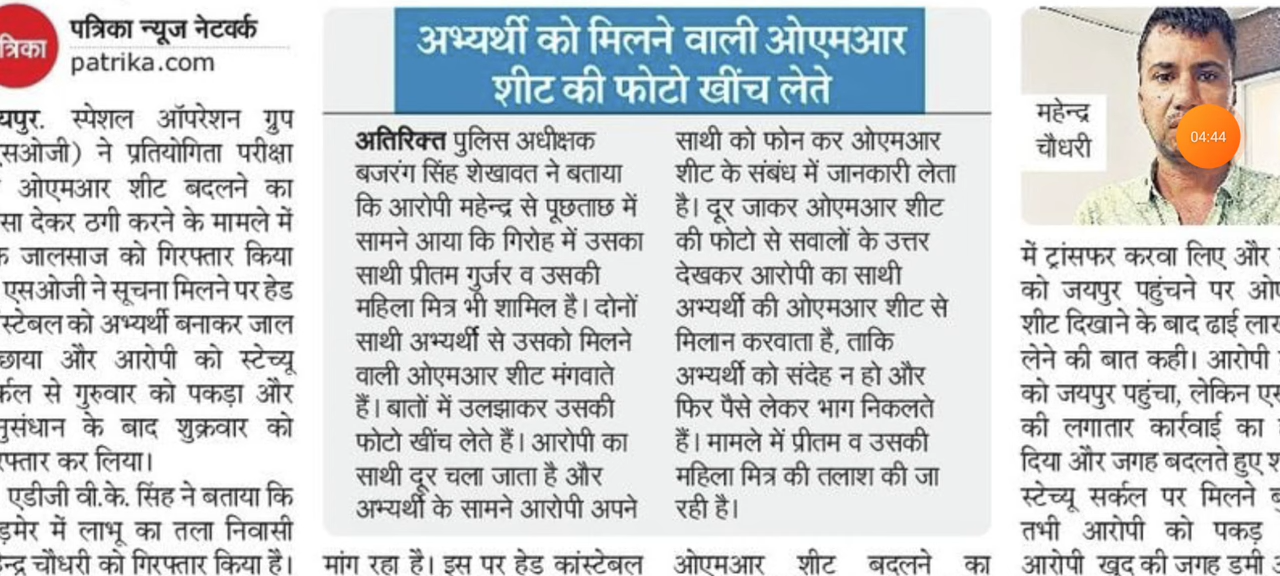 त्रिका
पत्रिका न्यूज नेटवर्क
patrika.com
स्पेशल ऑपरेशन ग्रुप
ने प्रतियोगिता परीक्षा
ओएमआर शीट बदलने का
देकर ठगी करने के मामले में
जालसाज को गिरफ्तार किया
एसओजी ने सूचना मिलने पर हेड
को अभ्यर्थी बनाकर जाल
और आरोपी को स्टेच्यू
से गुरुवार को पकड़ा और
के बाद शुक्रवार को
कर लिया।
एडीजी वी.के. सिंह ने बताया कि
में लाभू का तला निवासी
चौधरी को गिरफ्तार किया है।
अभ्यर्थी को मिलने वाली ओएमआर
शीट की फोटो खींच लेते
अतिरिक्त पुलिस अधीक्षक
बजरंग सिंह शेखावत ने बताया
कि आरोपी महेन्द्र से पूछताछ में
सामने आया कि गिरोह में उसका
साथी प्रीतम गुर्जर व उसकी
महिला मित्र भी शामिल है। दोनों
साथी अभ्यर्थी से उसको मिलने
वाली ओएमआर शीट मंगवाते
हैं। बातों में उलझाकर उसकी
फोटो खींच लेते हैं। आरोपी का
साथी दूर चला जाता है और
अभ्यर्थी के सामने आरोपी अपने
साथी को फोन कर ओएमआर
शीट के संबंध में जानकारी लेता
है। दूर जाकर ओएमआर शीट
की फोटो से सवालों के उत्तर
देखकर आरोपी का साथी
अभ्यर्थी की ओएमआर शीट से
मिलान करवाता है, ताकि
अभ्यर्थी को संदेह न हो और
फिर पैसे लेकर भाग निकलते
हैं। मामले में प्रीतम व उसकी
महिला मित्र की तलाश की जा
रही है।
मांग रहा है। इस पर हेड कांस्टेबल
ओएमआर शीट बदलने का
महेन्द्र
चौधरी
04:44
में ट्रांसफर करवा लिए और
को जयपुर पहुंचने पर
शीट दिखाने के बाद ढाई
लेने की बात कही। आरोपी
को जयपुर पहुंचा, लेकिन
की लगातार कार्रवाई का
दिया और जगह बदलते हुए
स्टेच्यू सर्कल पर मिलने
तभी आरोपी को पकड़
आरोपी खुद की जगह डमी